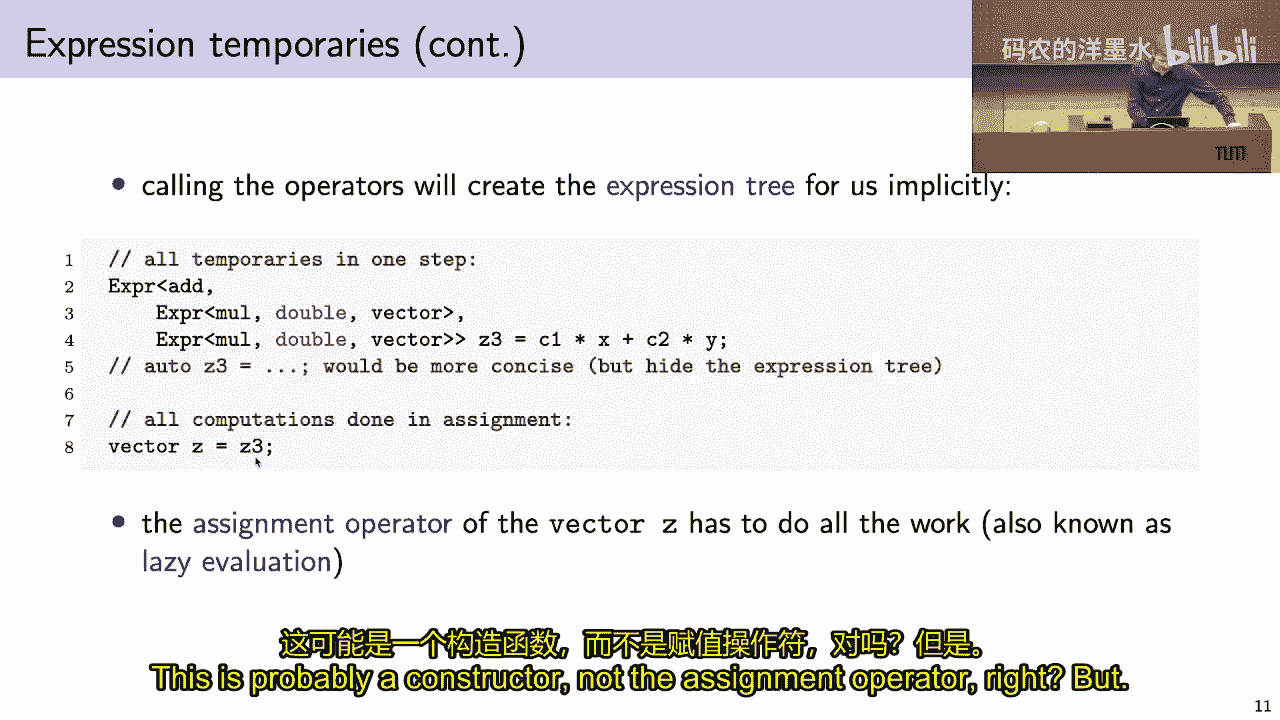 Expression temporaries (cont.)
码农的洋墨水 bilibili
TUM
• calling the operators will create the expression tree for us implicitly:
1 // all temporaries in one step:
2 Expr<add,
3 Expr<mul, double, vector>,
4 Expr<mul, double, vector>> z3 = c1 * x + c2 * y;
5 // auto z3 = ...; would be more concise (but hide the expression tree)
6
7 // all computations done in assignment:
8 vector z = z3;
• the assignment operator of the vector z has to do all the work (also known as
lazy evaluation)
这可能是一个构造函数，而不是赋值操作符，对吗？但是。
This is probably a constructor, not the assignment operator, right? But.
11